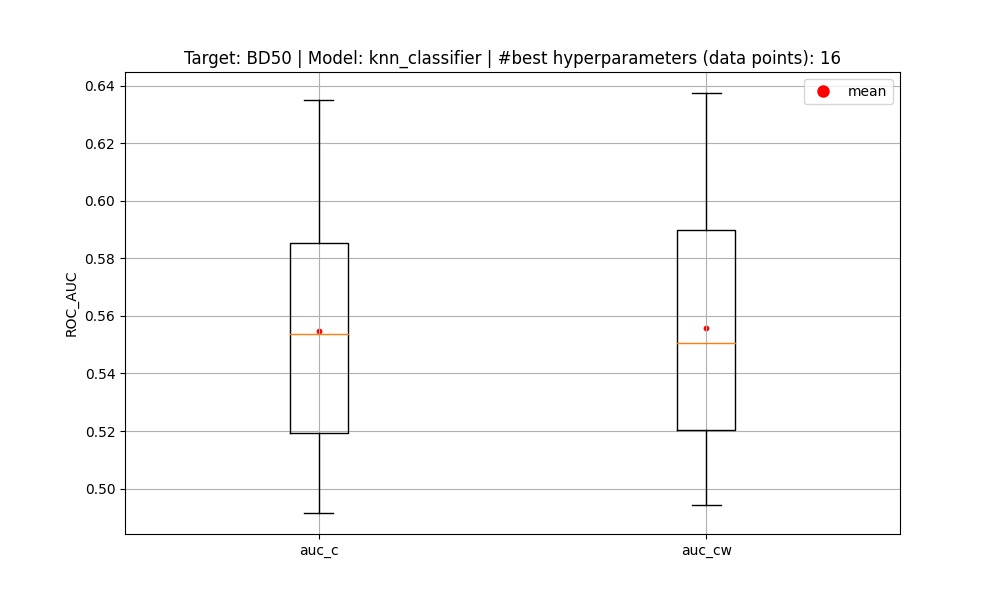 Target: BD50 | Model: knn_classifier | #best hyperparameters (data points): 16
mean
0.64
0.62
0.60
0.58
0.56
0.54
0.52
0.50
ROC_AUC
auc_c
auc_cw